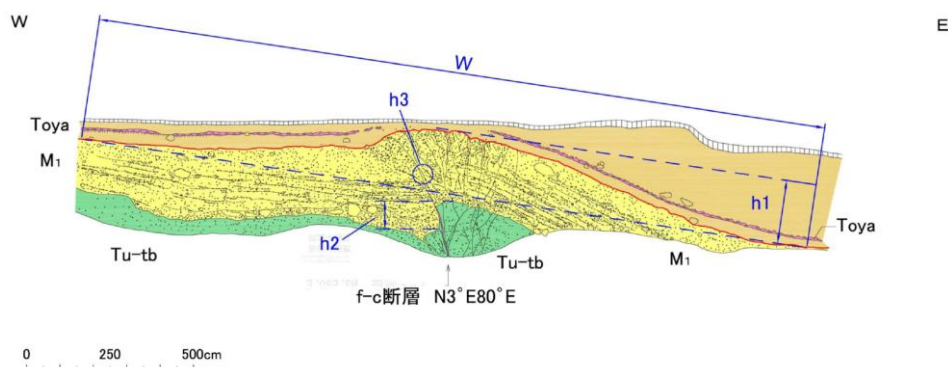 W
E
W
h3
Toya
M1
h1
Toya
h2
Tu-tb
Tu-tb
M1
f-c断層 N3°E80°E
0 250 500cm